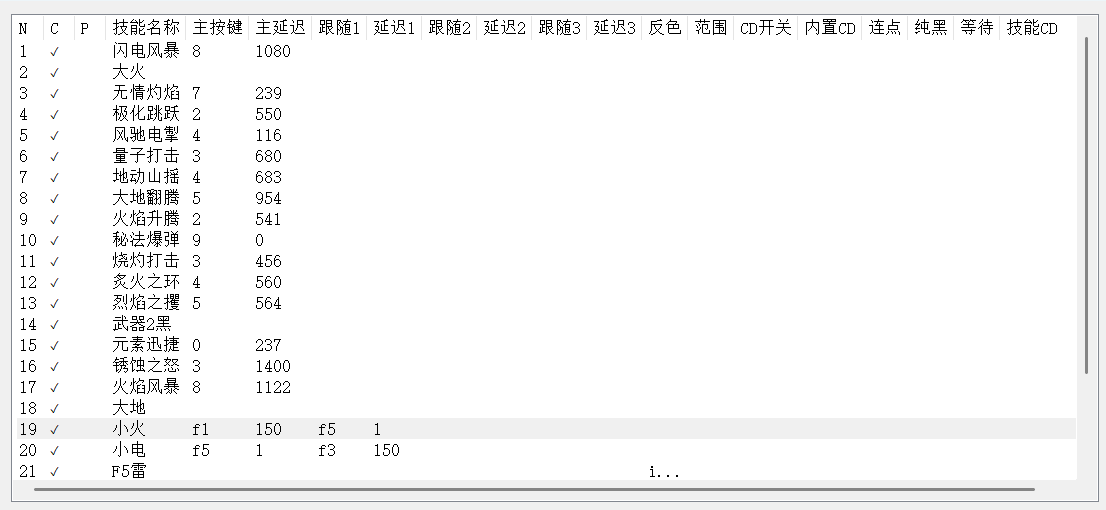 N C P 技能名称 主按键 主延迟 跟随1 延迟1 跟随2 延迟2 跟随3 延迟3 反色 范围 CD开关 内置CD 连点 纯黑 等待 技能CD
1 ✓ 闪电风暴 8 1080
2 ✓ 大火
3 ✓ 无情灼焰 7 239
4 ✓ 极化跳跃 2 550
5 ✓ 风驰电掣 4 116
6 ✓ 量子打击 3 680
7 ✓ 地动山摇 4 683
8 ✓ 大地翻腾 5 954
9 ✓ 火焰升腾 2 541
10 ✓ 秘法爆弹 9 0
11 ✓ 烧灼打击 3 456
12 ✓ 炙火之环 4 560
13 ✓ 烈焰之攫 5 564
14 ✓ 武器2黑
15 ✓ 元素迅捷 0 237
16 ✓ 锈蚀之怒 3 1400
17 ✓ 火焰风暴 8 1122
18 ✓ 大地
19 ✓ 小火 f1 150 f5 1
20 ✓ 小电 f5 1 f3 150
21 ✓ F5雷 i...